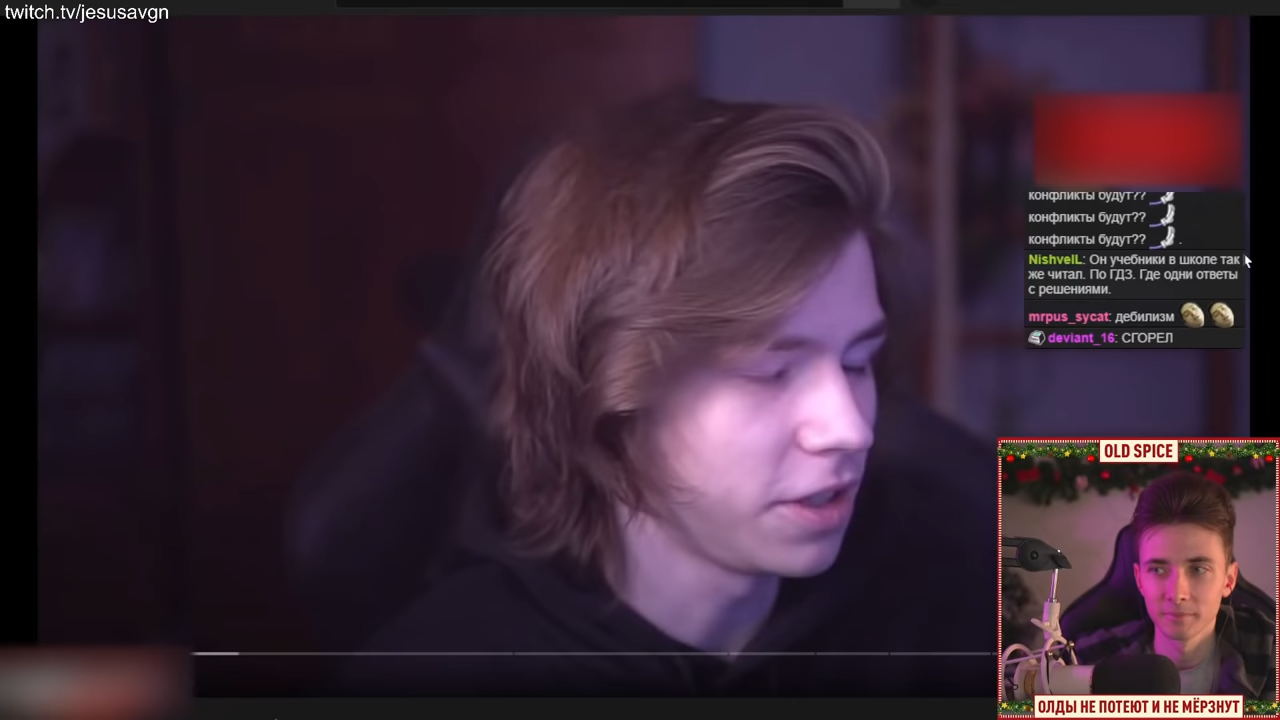 twitch.tv/jesusavgn
конфликты будут??
конфликты будут??
конфликты будут?? .
NishvelL: Он учебники в школе так
же читал. По ГДЗ. Где одни ответы
с решениями.
mrpus_sycat: дебилизм
deviant_16: СГОРЕЛ
OLD SPICE
ОЛДЫ НЕ ПОТЕЮТ И НЕ МЁРЗНУТ